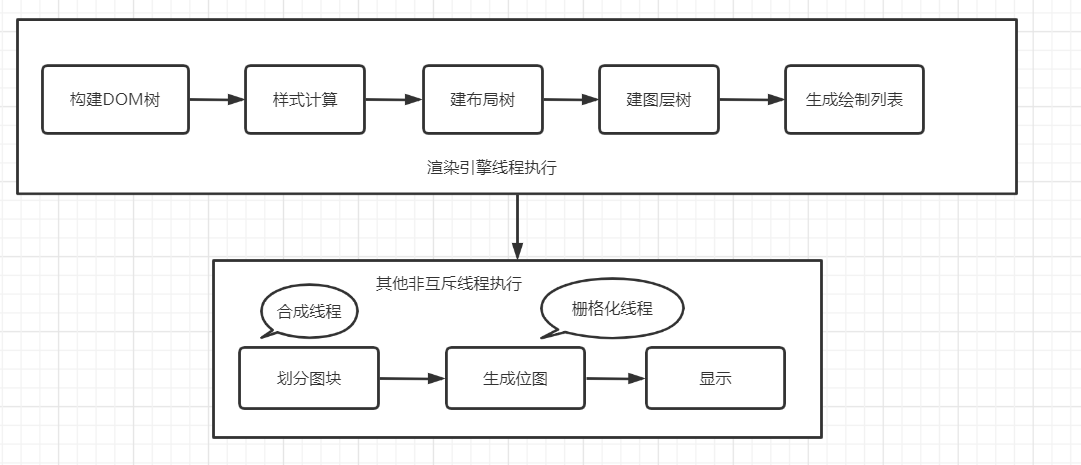 构建DOM树
样式计算
建布局树
建图层树
生成绘制列表
渲染引擎线程执行
其他非互斥线程执行
合成线程
栅格化线程
划分图块
生成位图
显示